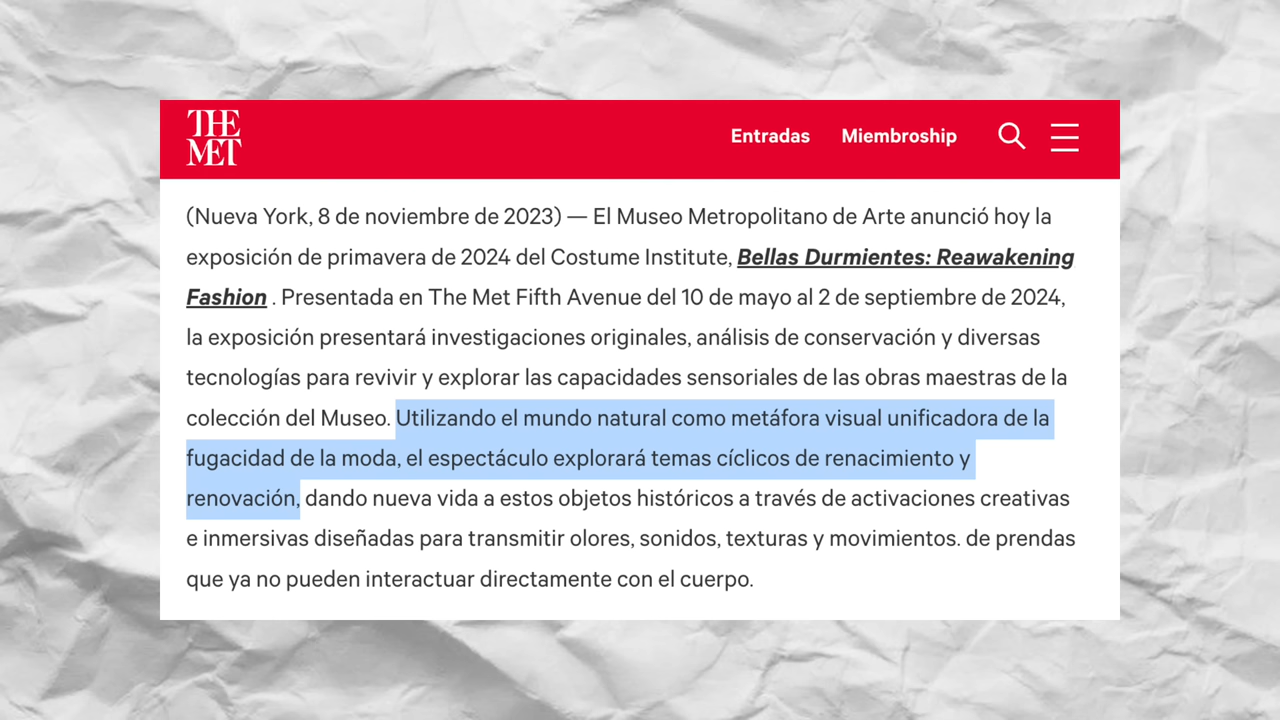 THE
MET
Entradas Miembroship
(Nueva York, 8 de noviembre de 2023) — El Museo Metropolitano de Arte anunció hoy la
exposición de primavera de 2024 del Costume Institute, Bellas Durmientes: Reawakening
Fashion . Presentada en The Met Fifth Avenue del 10 de mayo al 2 de septiembre de 2024,
la exposición presentará investigaciones originales, análisis de conservación y diversas
tecnologías para revivir y explorar las capacidades sensoriales de las obras maestras de la
colección del Museo. Utilizando el mundo natural como metáfora visual unificadora de la
fugacidad de la moda, el espectáculo explorará temas cíclicos de renacimiento y
renovación, dando nueva vida a estos objetos históricos a través de activaciones creativas
e inmersivas diseñadas para transmitir olores, sonidos, texturas y movimientos. de prendas
que ya no pueden interactuar directamente con el cuerpo.